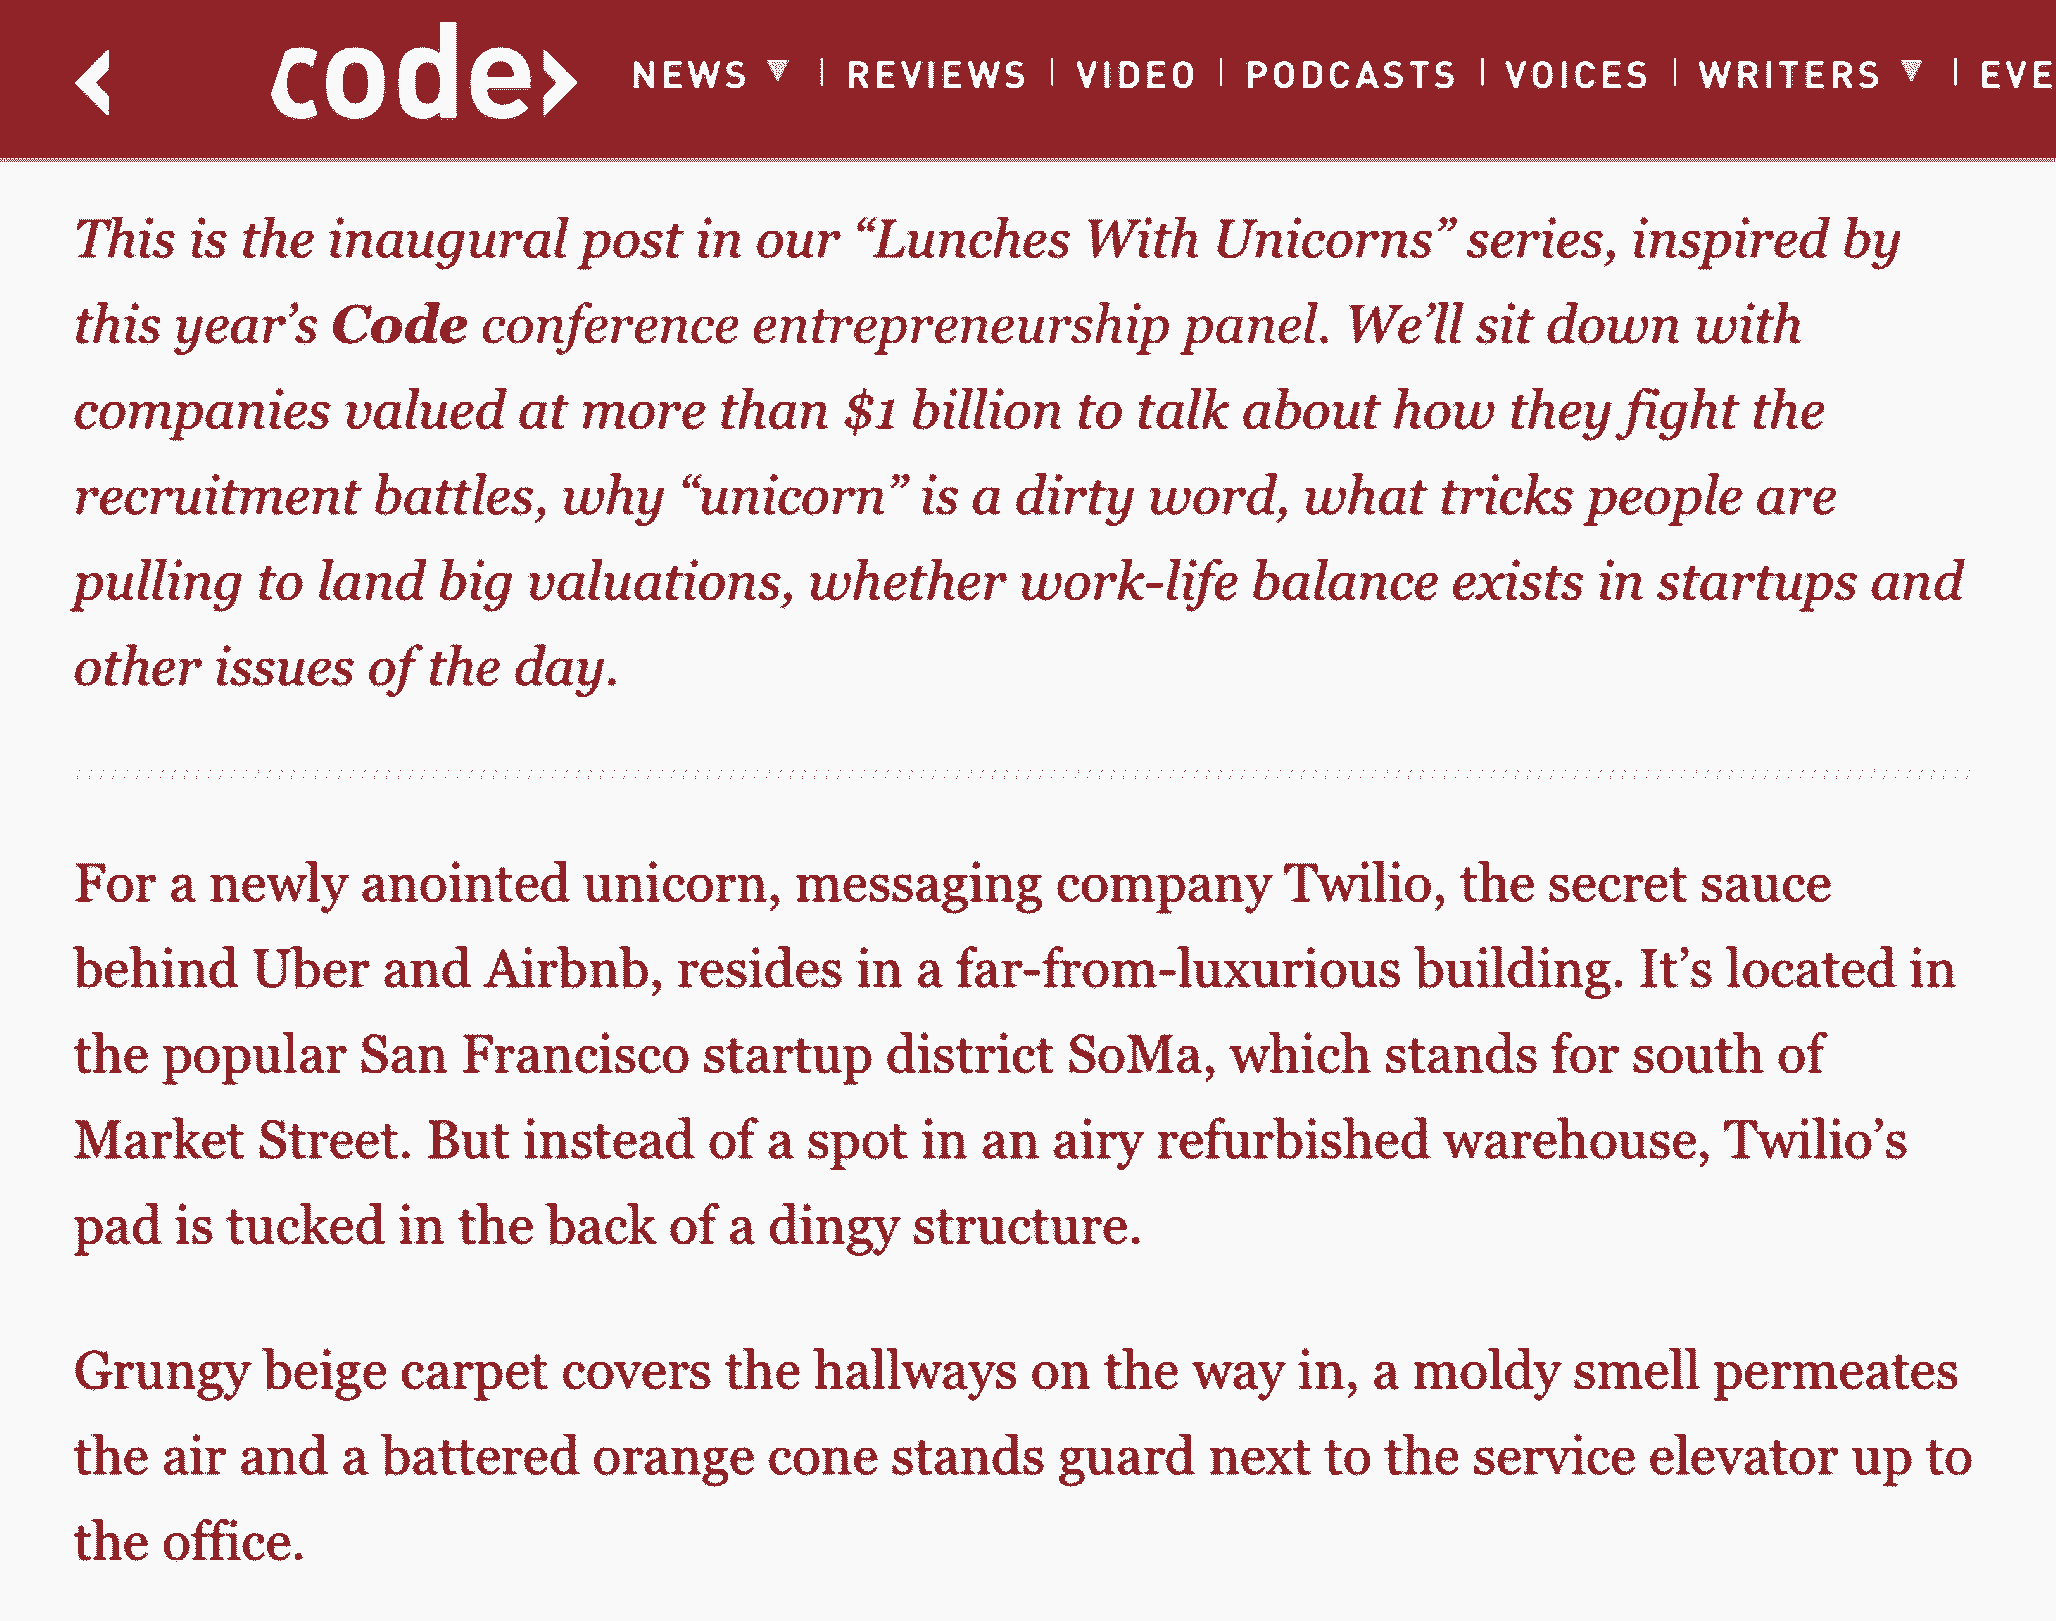 ‹ code› NEWS ▼ | REVIEWS | VIDEO | PODCASTS | VOICES | WRITERS ▼ | EVE
This is the inaugural post in our “Lunches With Unicorns” series, inspired by
this year’s Code conference entrepreneurship panel. We’ll sit down with
companies valued at more than $1 billion to talk about how they fight the
recruitment battles, why “unicorn” is a dirty word, what tricks people are
pulling to land big valuations, whether work-life balance exists in startups and
other issues of the day.
For a newly anointed unicorn, messaging company Twilio, the secret sauce
behind Uber and Airbnb, resides in a far-from-luxurious building. It’s located in
the popular San Francisco startup district SoMa, which stands for south of
Market Street. But instead of a spot in an airy refurbished warehouse, Twilio’s
pad is tucked in the back of a dingy structure.
Grungy beige carpet covers the hallways on the way in, a moldy smell permeates
the air and a battered orange cone stands guard next to the service elevator up to
the office.